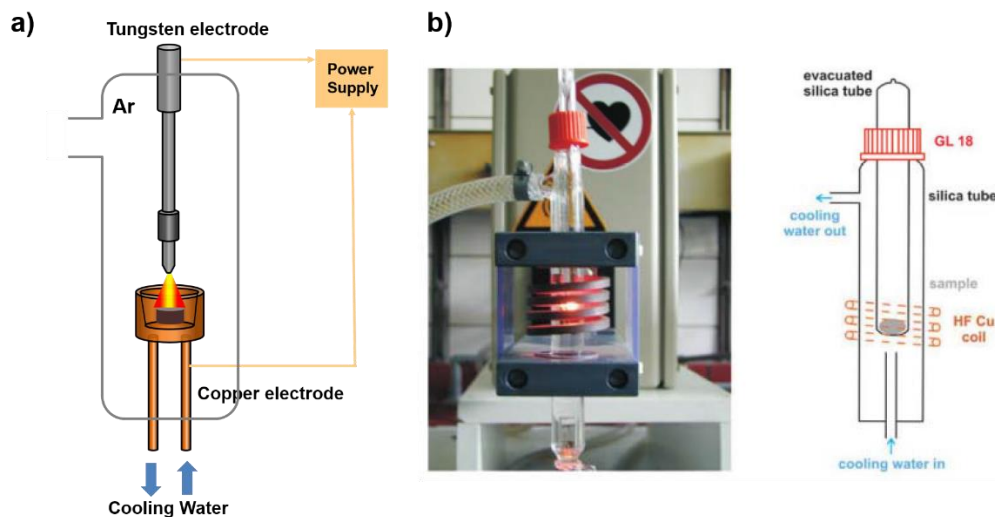 a)
Tungsten electrode
Power
Supply
Ar
Copper electrode
Cooling Water
b)
evacuated
silica tube
GL 18
silica tube
cooling
water out
sample
HF Cu
coil
cooling water in